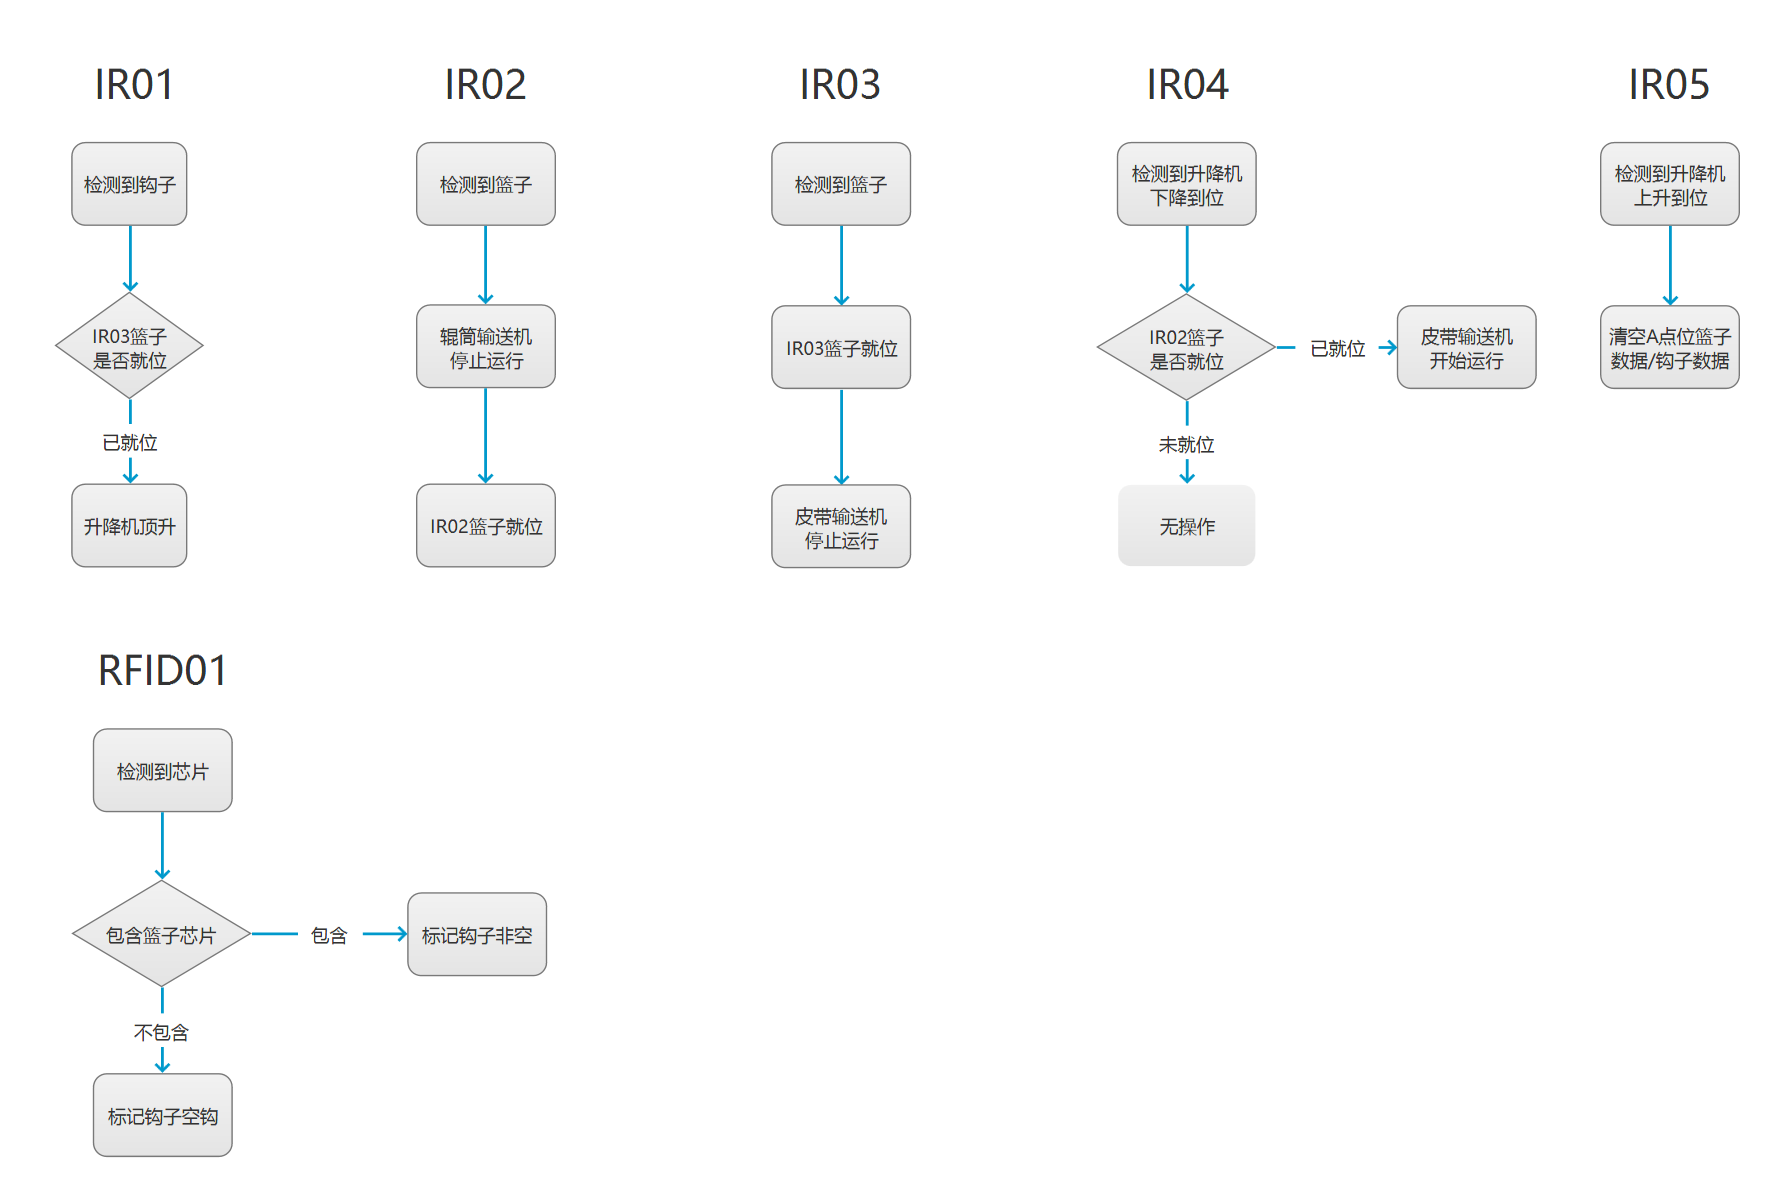 IR01
IR02
IR03
IR04
IR05
检测到钩子
IR03篮子
是否就位
已就位
升降机顶升
检测到篮子
辊筒输送机
停止运行
IR02篮子就位
检测到篮子
IR03篮子就位
皮带输送机
停止运行
检测到升降机
下降到位
IR02篮子
是否就位
已就位
皮带输送机
开始运行
未就位
无操作
检测到升降机
上升到位
清空A点位篮子
数据/钩子数据
RFID01
检测到芯片
包含篮子芯片
包含
标记钩子非空
不包含
标记钩子空钩